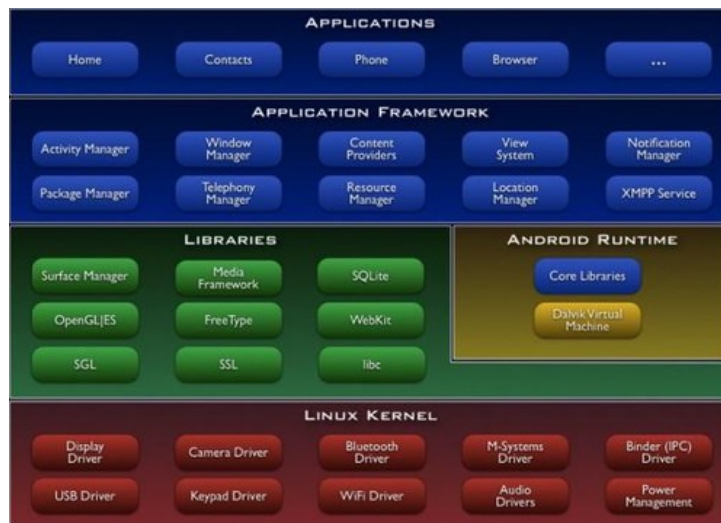 APPLICATIONS
Home Contacts Phone Browser ...
APPLICATION FRAMEWORK
Activity Manager Window Manager Content Providers View System Notification Manager
Package Manager Telephony Manager Resource Manager Location Manager XMPP Service
LIBRARIES
Surface Manager Media Framework SQLite
OpenGL|ES FreeType WebKit
SGL SSL libc
ANDROID RUNTIME
Core Libraries
Dalvik Virtual Machine
LINUX KERNEL
Display Driver Camera Driver Bluetooth Driver M-Systems Driver Binder (IPC) Driver
USB Driver Keypad Driver WiFi Driver Audio Drivers Power Management